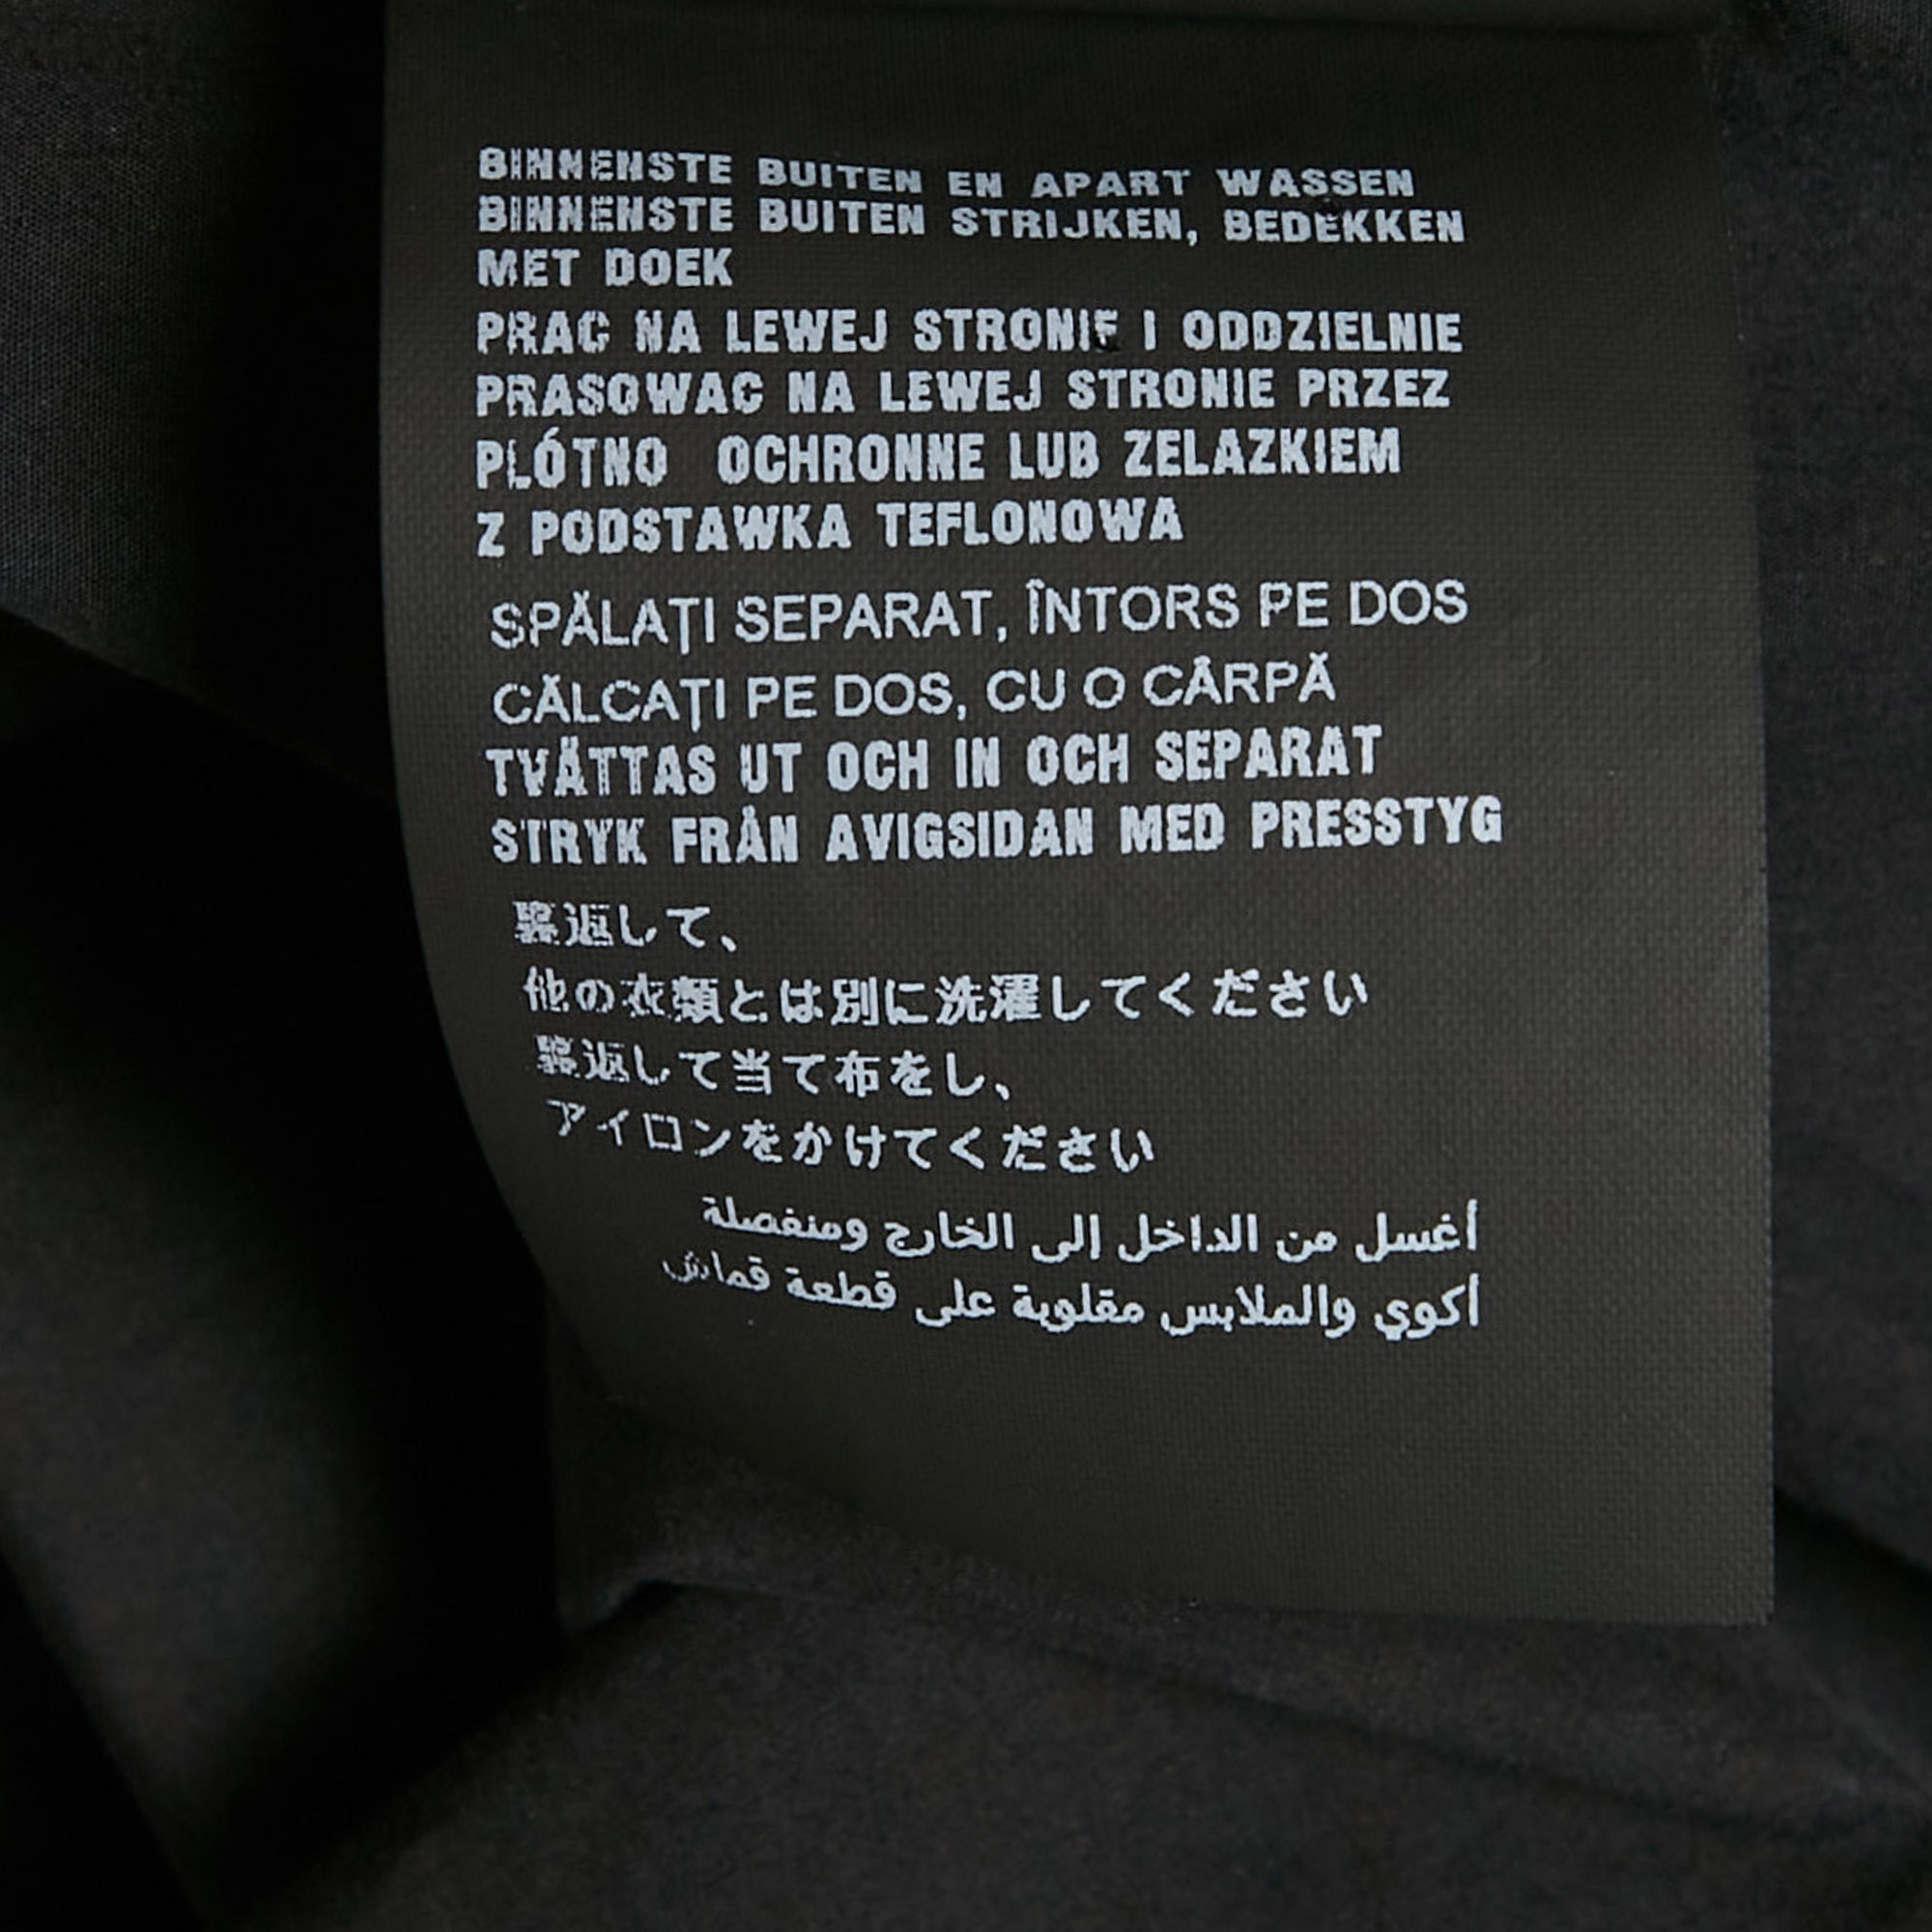 BINNENSTE BUITEN EN APART WASSEN
BINNENSTE BUITEN STRIJKEN, BEDEKKEN
MET DOEK
PRAC NA LEWEJ STRONIE I ODDZIELNIE
PRASOWAC NA LEWEJ STRONIE PRZEZ
PLÓTNO OCHRONNE LUB ZELAZKIEM
Z PODSTAWKA TEFLONOWA
SPĂLAȚI SEPARAT, ÎNTORS PE DOS
CĂLCAȚI PE DOS, CU O CÂRPĂ
TVÄTTAS UT OCH IN OCH SEPARAT
STRYK FRÅN AVIGSIDAN MED PRESSTYG
裏返して、
他の衣類とは別に洗濯してください
裏返して当て布をし、
アイロンをかけてください
أغسل من الداخل إلى الخارج ومنفصلة
أكوي والملابس مقلوبة على قطعة قماش